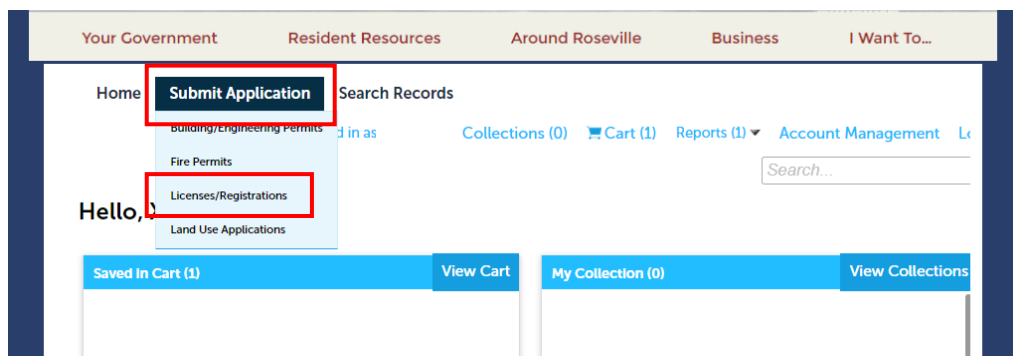 Your Government Resident Resources Around Roseville Business I Want To...
Home Submit Application Search Records
Building/Engineering Permits d in as Collections (0) Cart (1) Reports (1) Account Management
Fire Permits
Search...
Licenses/Registrations
Hello,
Land Use Applications
Saved in Cart (1) View Cart My Collection (0) View Collections